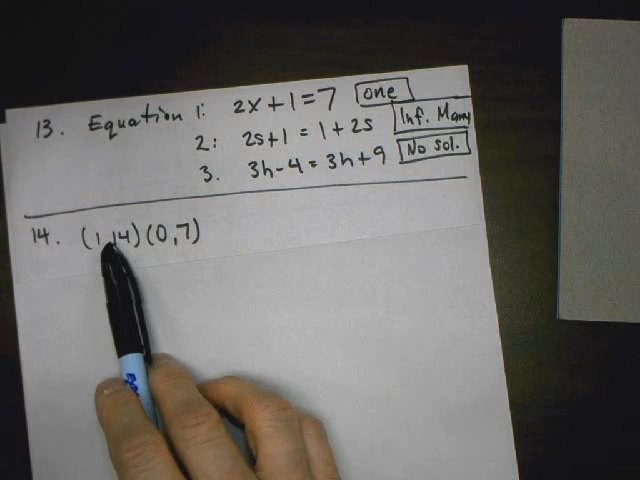 13. Equation 1: 2x+1=7 one
2: 2s+1=1+2s Inf. Many
3. 3h-4=3h+9 No sol.
14. (1,14)(0,7)